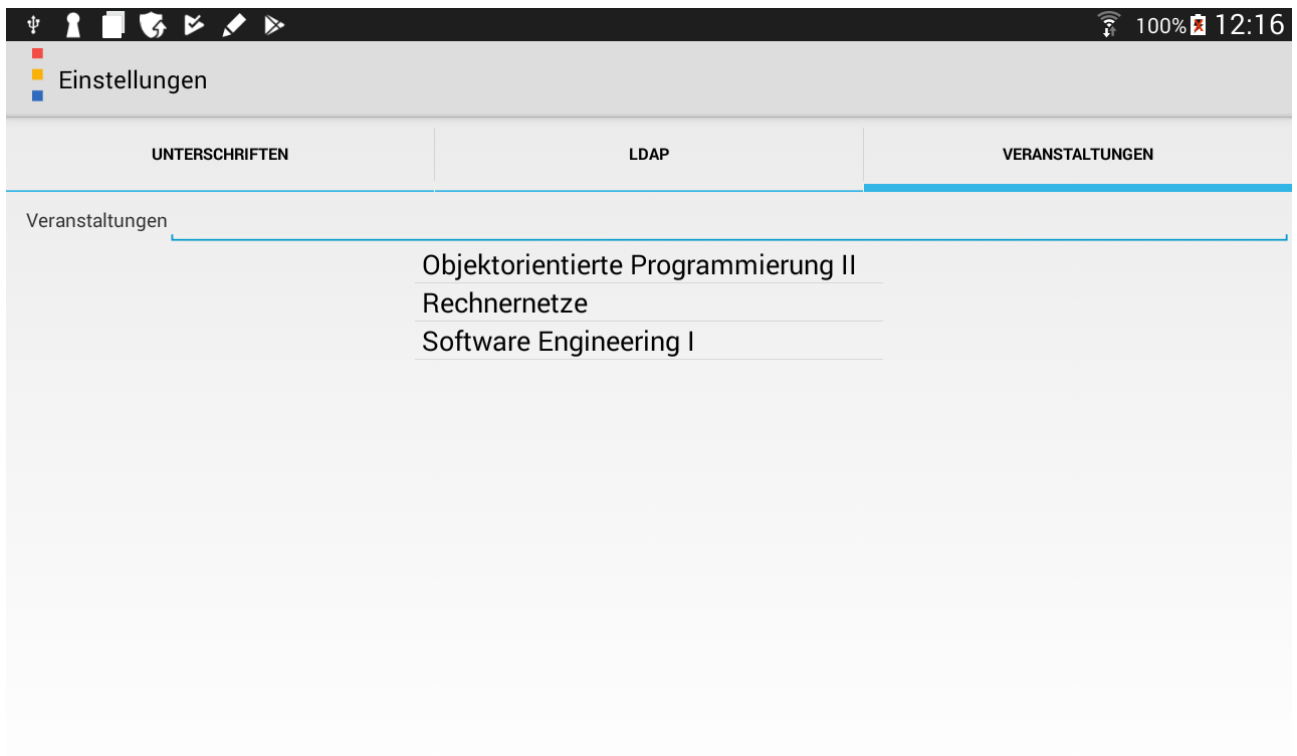 100% 12:16
Einstellungen
UNTERSCHRIFTEN LDAP VERANSTALTUNGEN
Veranstaltungen
Objektorientierte Programmierung II
Rechnernetze
Software Engineering I